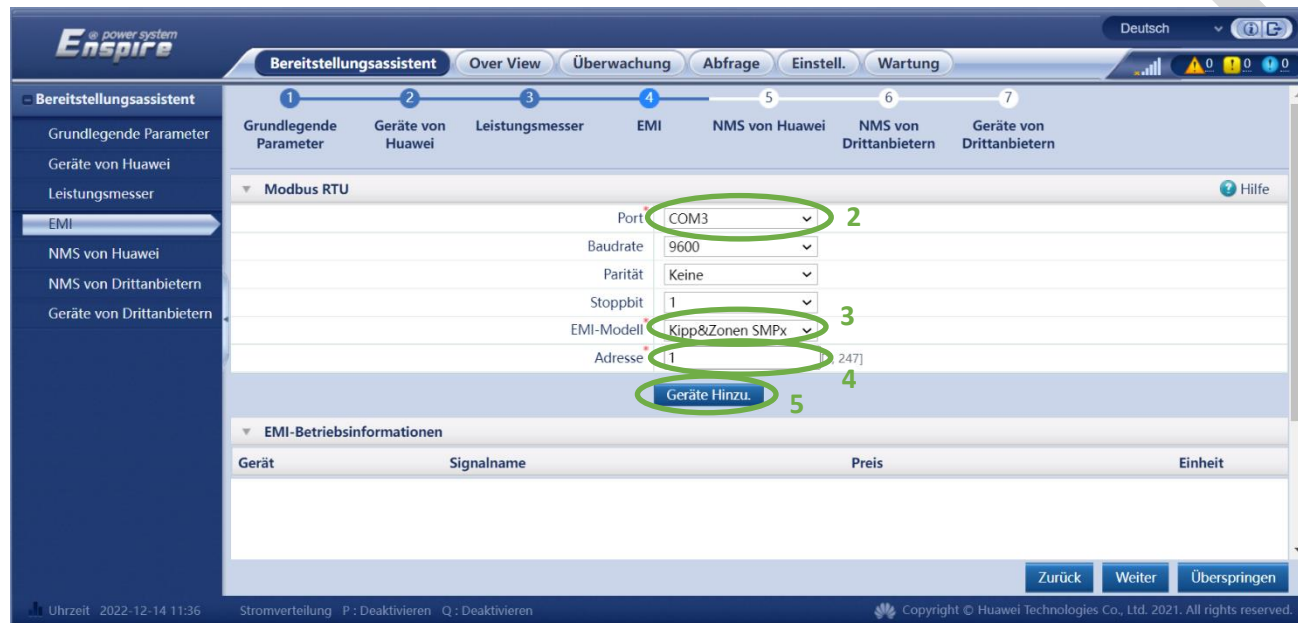 @ power system
Enspire
Deutsch
Bereitstellungsassistent Over View Überwachung Abfrage Einstell. Wartung
0 0 0
Bereitstellungsassistent
Grundlegende Parameter
Geräte von Huawei
Leistungsmesser
EMI
NMS von Huawei
NMS von Drittanbietern
Geräte von Drittanbietern
1 2 3 4 5 6 7
Grundlegende Parameter
Geräte von Huawei
Leistungsmesser
EMI
NMS von Huawei
NMS von Drittanbietern
Geräte von Drittanbietern
Modbus RTU
Hilfe
Port* COM3 2
Baudrate 9600
Parität Keine
Stoppbit 1
EMI-Modell* Kipp&Zonen SMPx 3
Adresse* 1 247] 4
Geräte Hinzu. 5
EMI-Betriebsinformationen
Gerät Signalname Preis Einheit
Zurück Weiter Überspringen
Uhrzeit 2022-12-14 11:36 Stromverteilung P : Deaktivieren Q : Deaktivieren Copyright © Huawei Technologies Co., Ltd. 2021. All rights reserved.